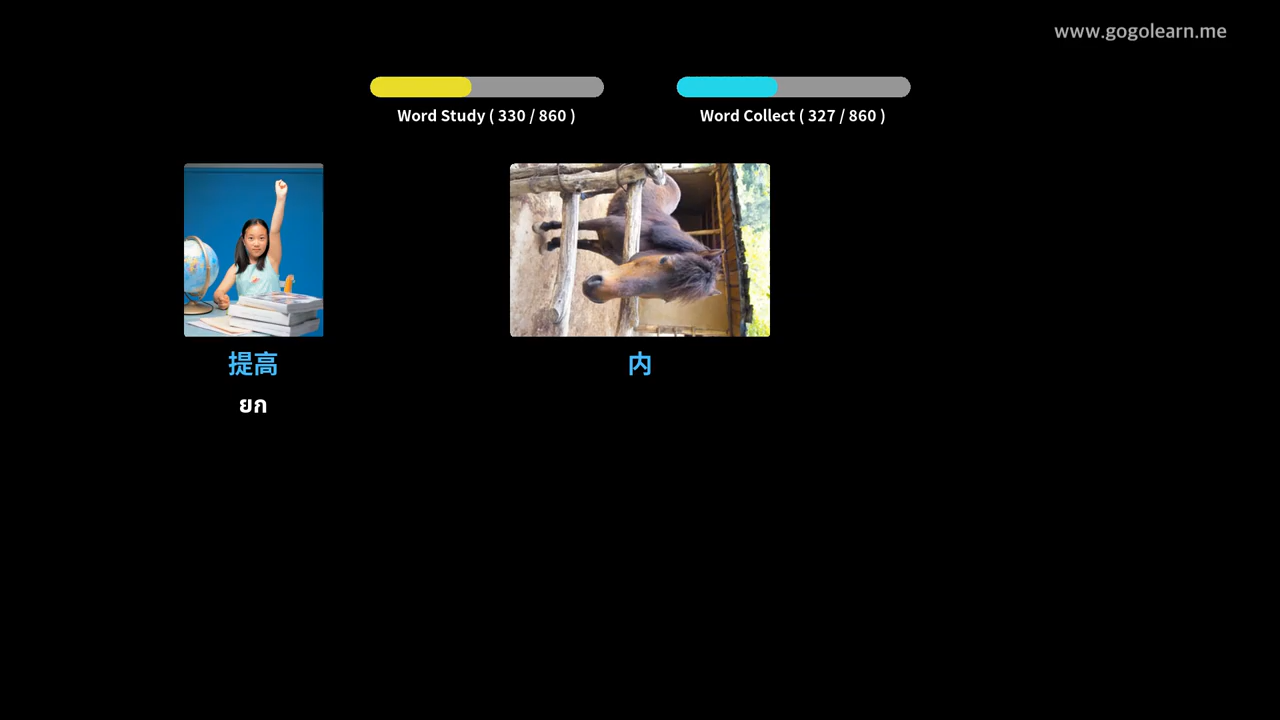 www.gogolearn.me
Word Study ( 330 / 860 )
Word Collect ( 327 / 860 )
提高
ยก
内